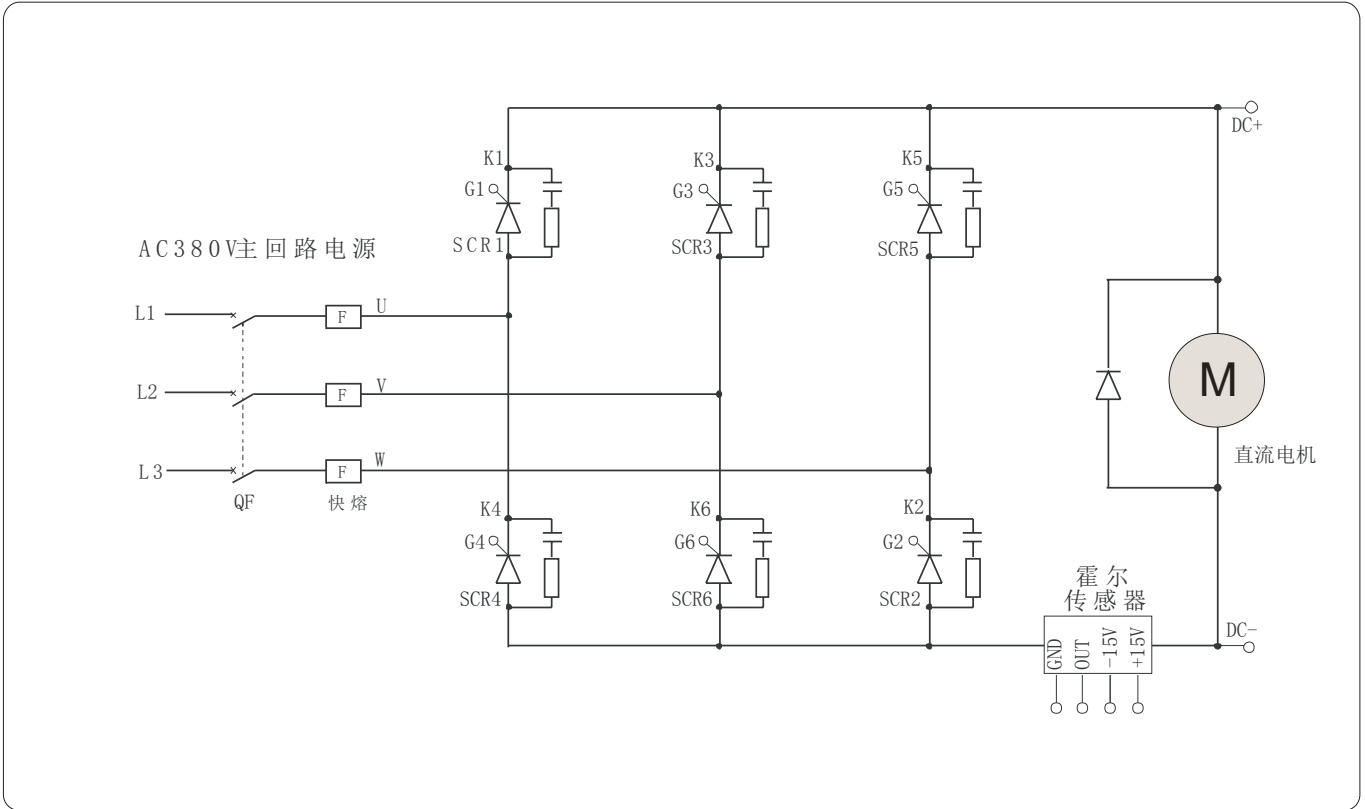 DC+
K1
K3
K5
G1
G3
G5
SCR1
SCR3
SCR5
AC380V主回路电源
L1
F
U
L2
F
V
M
直流电机
L3
F
W
QF
快熔
K4
K6
K2
G4
G6
G2
SCR4
SCR6
SCR2
霍尔
传感器
GND
OUT
-15V
+15V
DC-